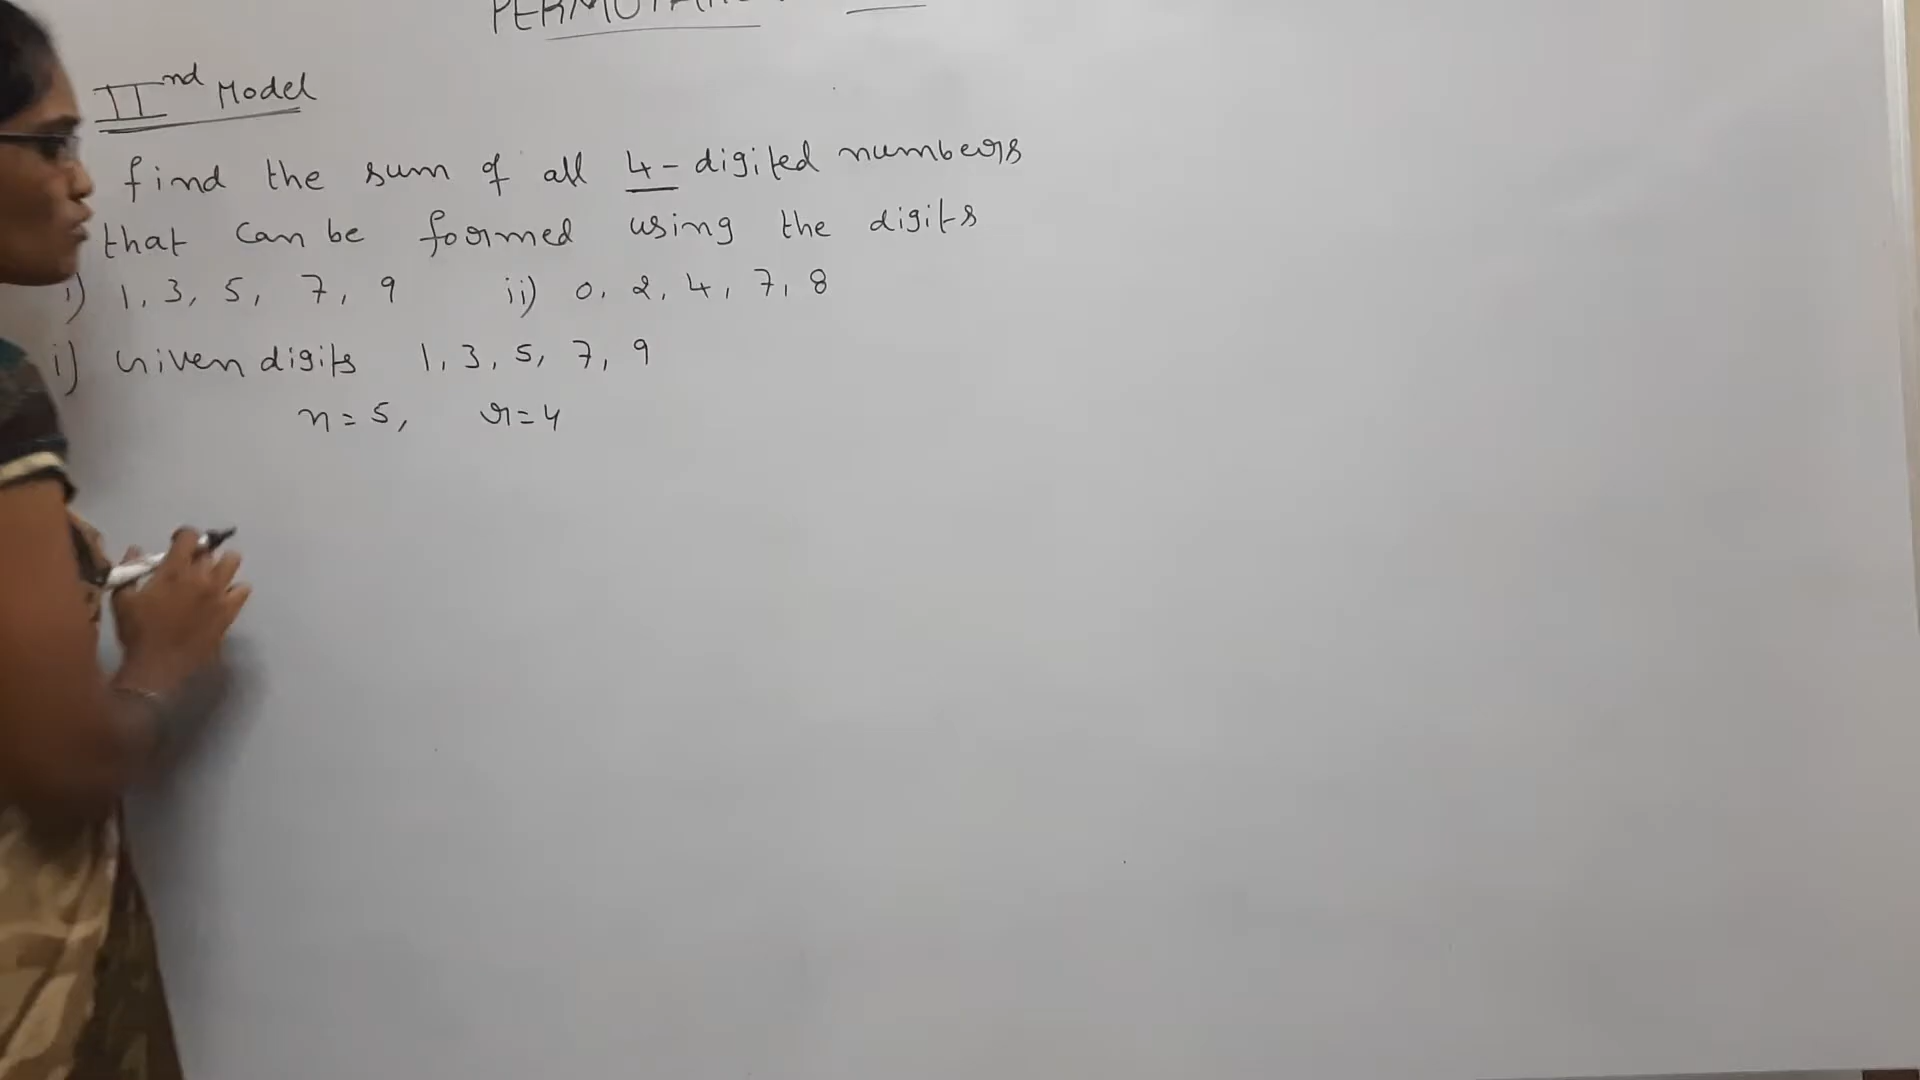 IInd Model
find the sum of all 4-digited numbers
that can be formed using the digits
i) 1, 3, 5, 7, 9 ii) 0, 2, 4, 7, 8
i) Given digits 1, 3, 5, 7, 9
n = 5, r = 4